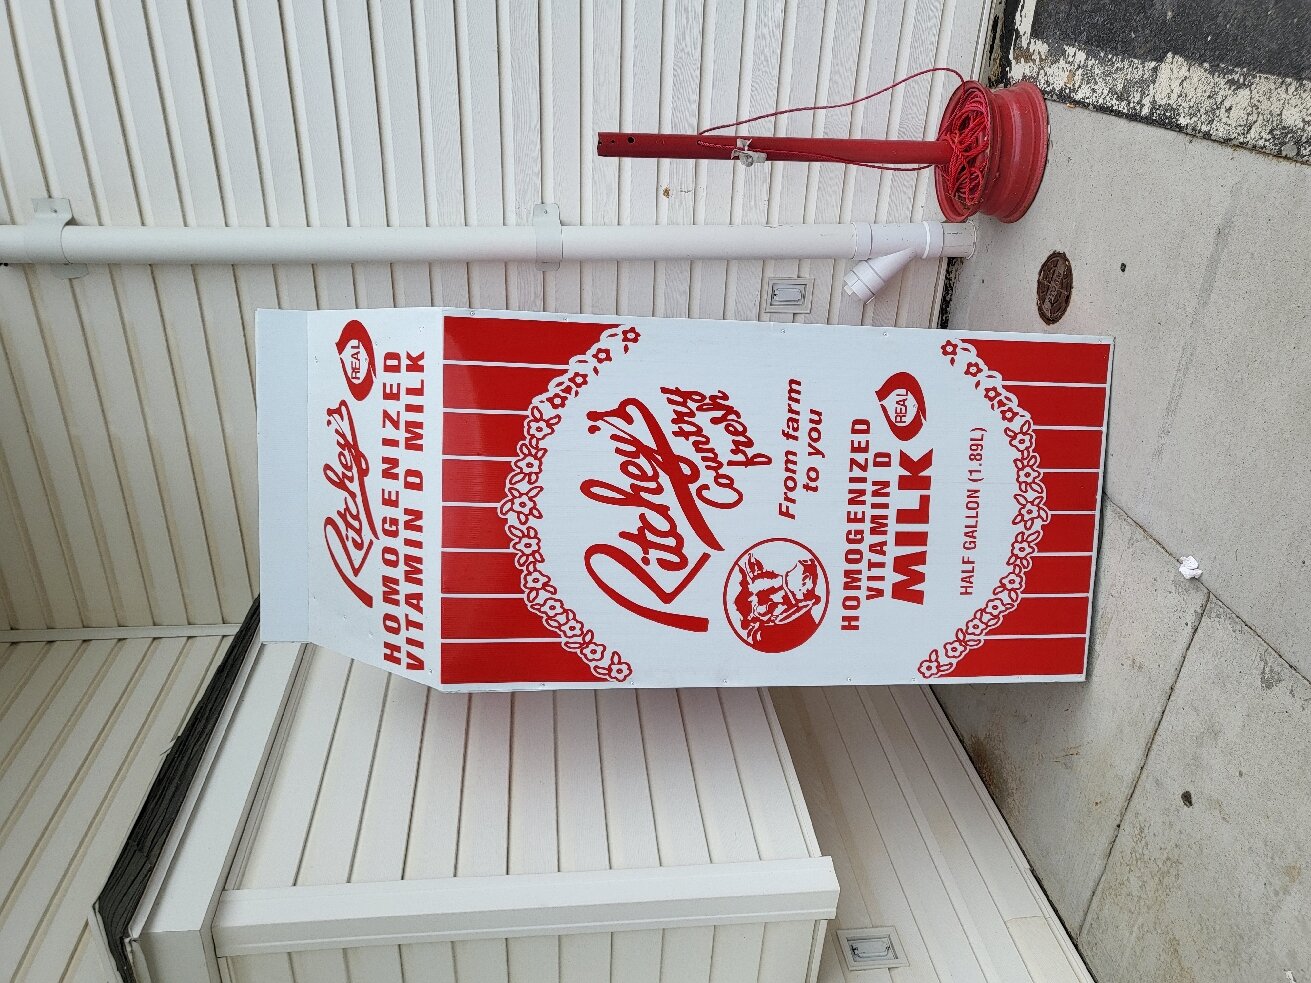 Ritchey's
REAL
HOMOGENIZED
VITAMIN D MILK
Ritchey's
Country
fresh
From farm
to you
HOMOGENIZED
VITAMIN D
MILK
REAL
HALF GALLON (1.89L)